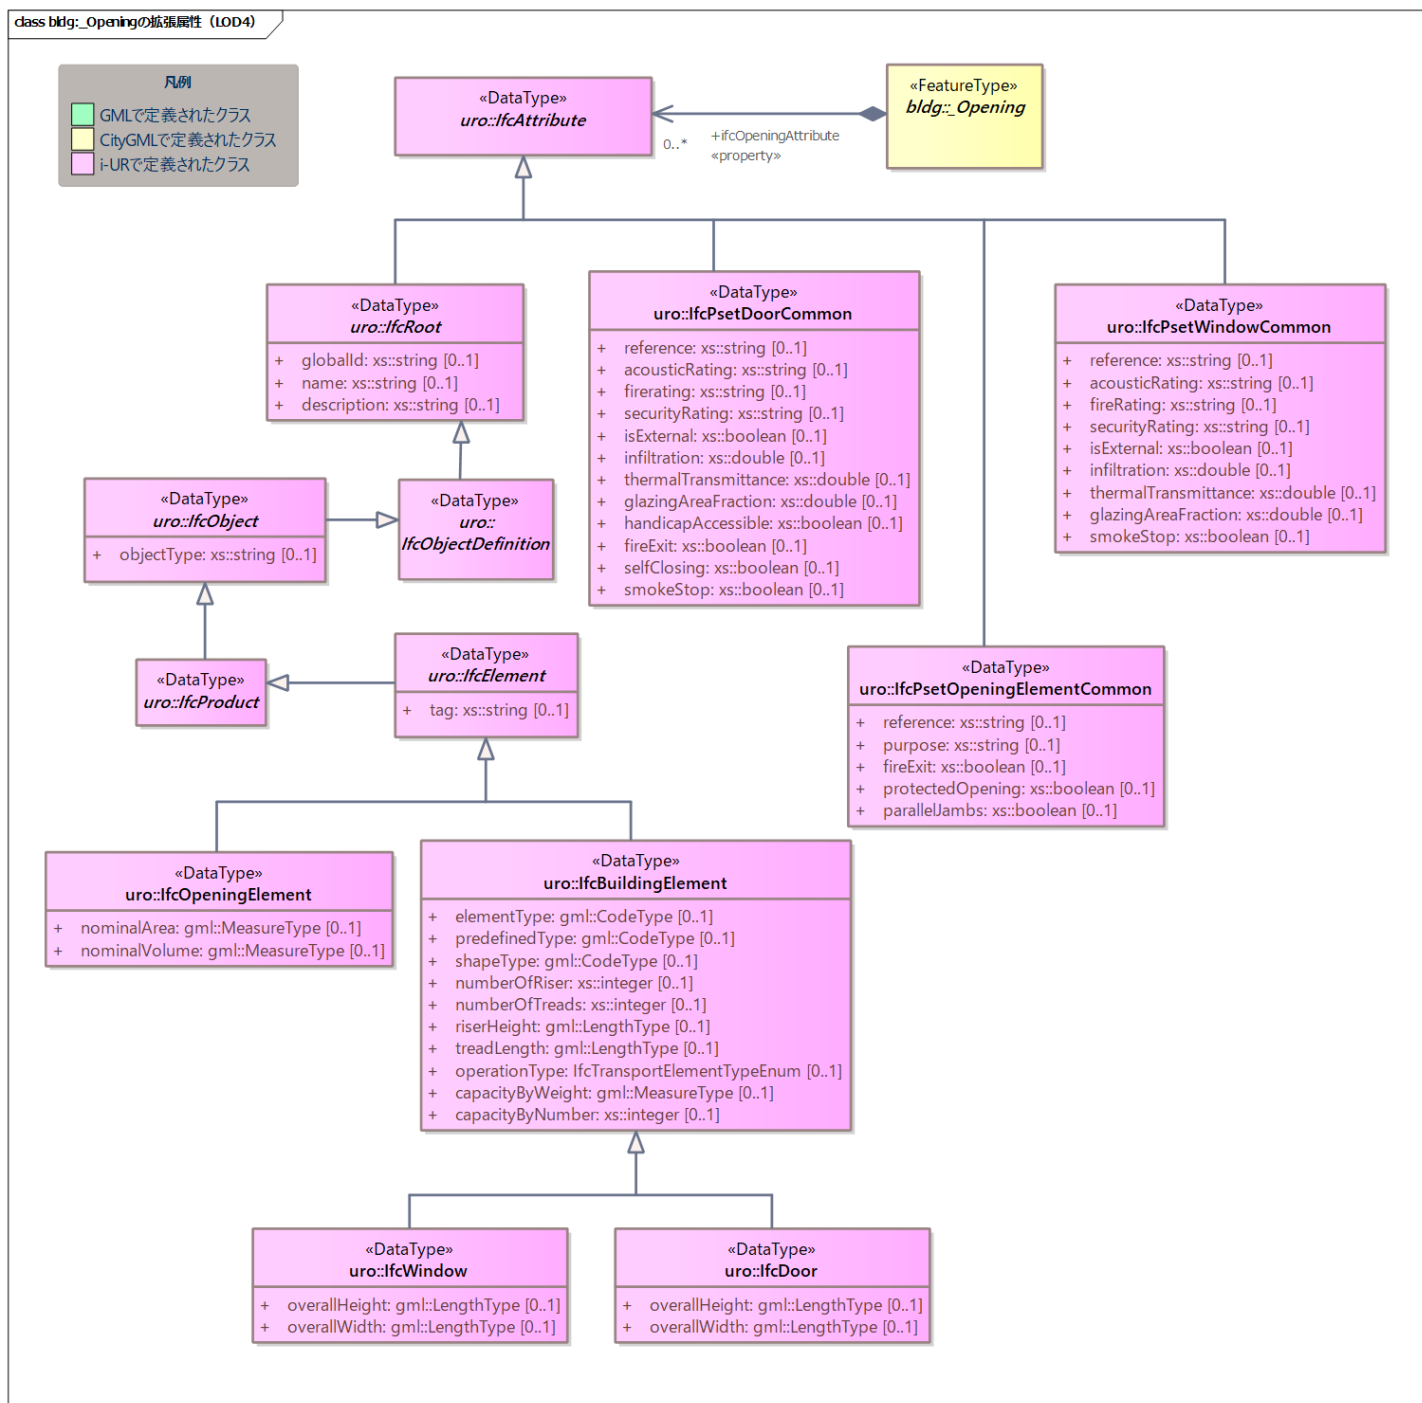 class bldg::_Openingの拡張属性（LOD4）
凡例
GMLで定義されたクラス
CityGMLで定義されたクラス
i-URで定義されたクラス
«DataType»
uro::IfcAttribute
0..*
+ifcOpeningAttribute
«property»
«FeatureType»
bldg::_Opening
«DataType»
uro::IfcRoot
+ globalId: xs::string [0..1]
+ name: xs::string [0..1]
+ description: xs::string [0..1]
«DataType»
uro::IfcPsetDoorCommon
+ reference: xs::string [0..1]
+ acousticRating: xs::string [0..1]
+ firerating: xs::string [0..1]
+ securityRating: xs::string [0..1]
+ isExternal: xs::boolean [0..1]
+ infiltration: xs::double [0..1]
+ thermalTransmittance: xs::double [0..1]
+ glazingAreaFraction: xs::double [0..1]
+ handicapAccessible: xs::boolean [0..1]
+ fireExit: xs::boolean [0..1]
+ selfClosing: xs::boolean [0..1]
+ smokeStop: xs::boolean [0..1]
«DataType»
uro::IfcPsetWindowCommon
+ reference: xs::string [0..1]
+ acousticRating: xs::string [0..1]
+ fireRating: xs::string [0..1]
+ securityRating: xs::string [0..1]
+ isExternal: xs::boolean [0..1]
+ infiltration: xs::double [0..1]
+ thermalTransmittance: xs::double [0..1]
+ glazingAreaFraction: xs::double [0..1]
+ smokeStop: xs::boolean [0..1]
«DataType»
uro::IfcObject
+ objectType: xs::string [0..1]
«DataType»
uro::
IfcObjectDefinition
«DataType»
uro::IfcProduct
«DataType»
uro::IfcElement
+ tag: xs::string [0..1]
«DataType»
uro::IfcPsetOpeningElementCommon
+ reference: xs::string [0..1]
+ purpose: xs::string [0..1]
+ fireExit: xs::boolean [0..1]
+ protectedOpening: xs::boolean [0..1]
+ parallelJambs: xs::boolean [0..1]
«DataType»
uro::IfcOpeningElement
+ nominalArea: gml::MeasureType [0..1]
+ nominalVolume: gml::MeasureType [0..1]
«DataType»
uro::IfcBuildingElement
+ elementType: gml::CodeType [0..1]
+ predefinedType: gml::CodeType [0..1]
+ shapeType: gml::CodeType [0..1]
+ numberOfRiser: xs::integer [0..1]
+ numberOfTreads: xs::integer [0..1]
+ riserHeight: gml::LengthType [0..1]
+ treadLength: gml::LengthType [0..1]
+ operationType: IfcTransportElementTypeEnum [0..1]
+ capacityByWeight: gml::MeasureType [0..1]
+ capacityByNumber: xs::integer [0..1]
«DataType»
uro::IfcWindow
+ overallHeight: gml::LengthType [0..1]
+ overallWidth: gml::LengthType [0..1]
«DataType»
uro::IfcDoor
+ overallHeight: gml::LengthType [0..1]
+ overallWidth: gml::LengthType [0..1]